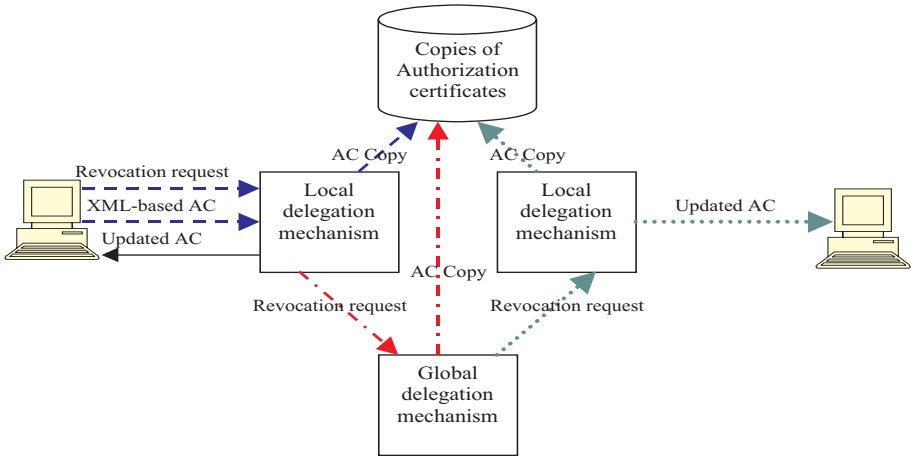 Copies of
Authorization
certificates
AC Copy
AC Copy
Revocation request
XML-based AC
Updated AC
Local
delegation
mechanism
Local
delegation
mechanism
Updated AC
AC Copy
Revocation request
Revocation request
Global
delegation
mechanism